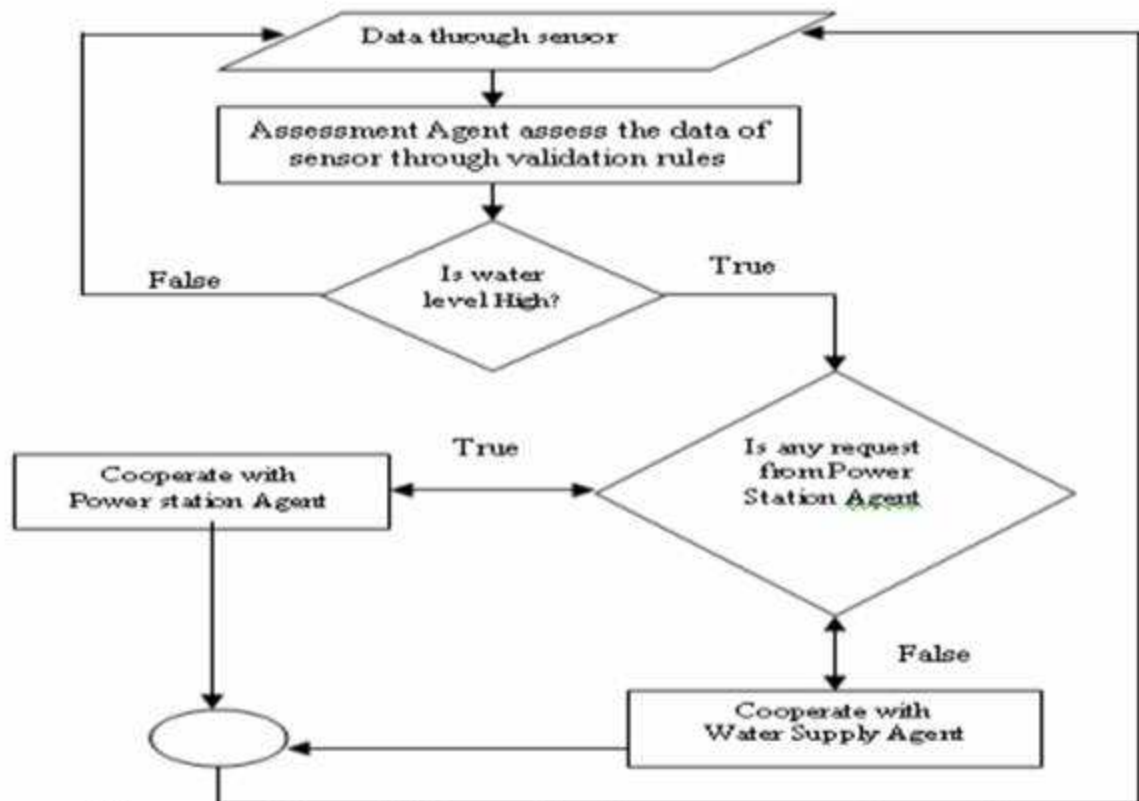 Data through sensor
Assessment Agent assess the data of
sensor through validation rules
Is water
level High?
False
True
Is any request
from Power
Station Agent
True
Cooperate with
Power station Agent
False
Cooperate with
Water Supply Agent